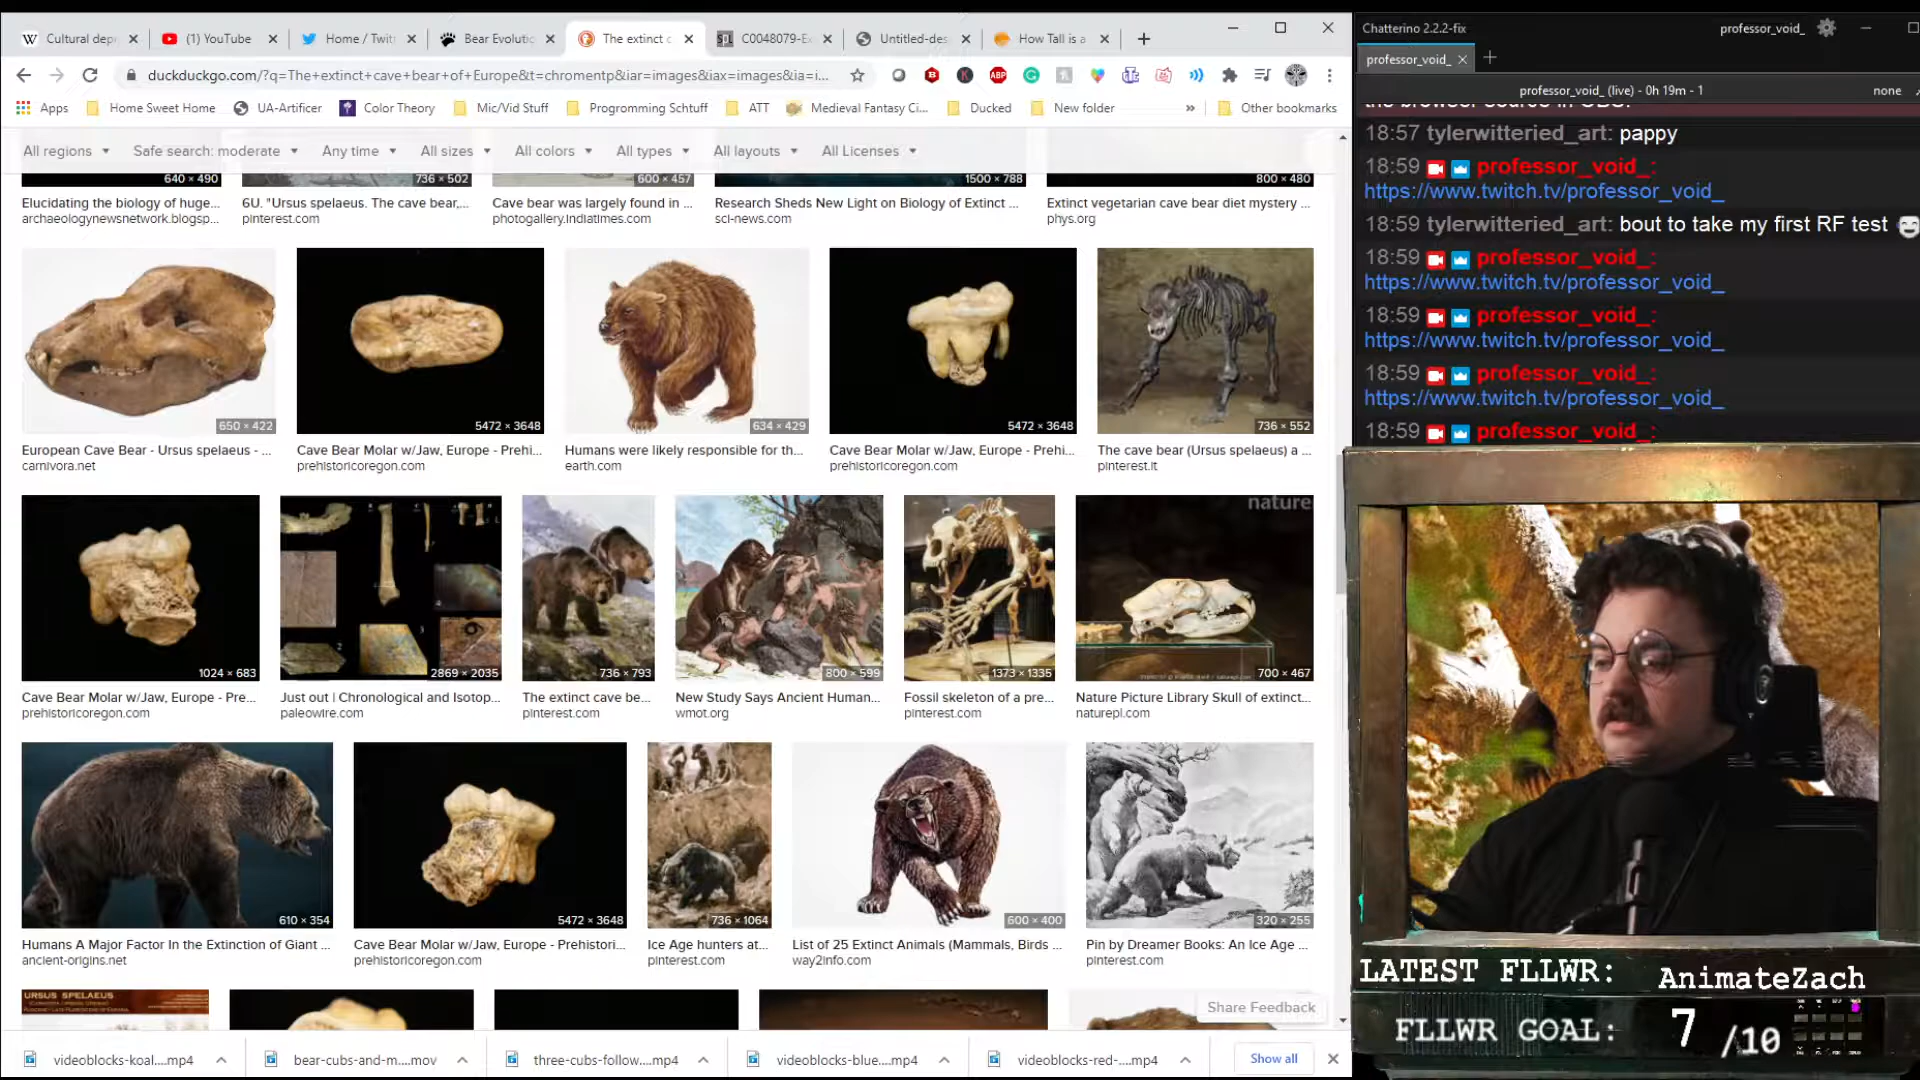 Cultural dep
(1) YouTube
Home / Twit
Bear Evoluti
The extinct c
C0048079-E
Untitled-des
How Tall is a
duckduckgo.com/?q=The+extinct+cave+bear+of+Europe&t=chromentp&iar=images&iax=images&ia=i...
Apps
Home Sweet Home
UA-Artificer
Color Theory
Mic/Vid Stuff
Programming Schtuff
ATT
Medieval Fantasy Ci...
Ducked
New folder
Other bookmarks
All regions
Safe search: moderate
Any time
All sizes
All colors
All types
All layouts
All Licenses
640 × 490
736 × 502
600 × 457
1500 × 788
800 × 480
Elucidating the biology of huge...
archaeologynewsnetwork.blogsp...
6U. "Ursus spelaeus. The cave bear,...
pinterest.com
Cave bear was largely found in ...
photogallery.indiatimes.com
Research Sheds New Light on Biology of Extinct ...
sci-news.com
Extinct vegetarian cave bear diet mystery ...
phys.org
650 × 422
5472 × 3648
634 × 429
5472 × 3648
736 × 552
European Cave Bear - Ursus spelaeus - ...
carnivora.net
Cave Bear Molar w/Jaw, Europe - Prehi...
prehistoricoregon.com
Humans were likely responsible for th...
earth.com
Cave Bear Molar w/Jaw, Europe - Prehi...
prehistoricoregon.com
The cave bear (Ursus spelaeus) a ...
pinterest.it
nature
1024 × 683
2869 × 2035
736 × 793
800 × 599
1373 × 1335
700 × 467
Cave Bear Molar w/Jaw, Europe - Pre...
prehistoricoregon.com
Just out | Chronological and Isotop...
paleowire.com
The extinct cave be...
pinterest.com
New Study Says Ancient Human...
wmot.org
Fossil skeleton of a pre...
pinterest.com
Nature Picture Library Skull of extinct...
naturepl.com
610 × 354
5472 × 3648
736 × 1064
600 × 400
320 × 255
Humans A Major Factor In the Extinction of Giant ...
ancient-origins.net
Cave Bear Molar w/Jaw, Europe - Prehistori...
prehistoricoregon.com
Ice Age hunters at...
pinterest.com
List of 25 Extinct Animals (Mammals, Birds ...
way2info.com
Pin by Dreamer Books: An Ice Age ...
pinterest.com
URSUS SPELAEUS
Share Feedback
videoblocks-koal....mp4
bear-cubs-and-m....mov
three-cubs-follow....mp4
videoblocks-blue....mp4
videoblocks-red-....mp4
Show all
Chatterino 2.2.2-fix
professor_void_
professor_void_
professor_void_ (live) - 0h 19m - 1
none
the browser source in OBS.
18:57 tylerwitteried_art: pappy
18:59 professor_void_:
https://www.twitch.tv/professor_void_
18:59 tylerwitteried_art: bout to take my first RF test
18:59 professor_void_:
https://www.twitch.tv/professor_void_
18:59 professor_void_:
https://www.twitch.tv/professor_void_
18:59 professor_void_:
https://www.twitch.tv/professor_void_
18:59 professor_void_:
LATEST FLLWR: AnimateZach
FLLWR GOAL: 7 /10